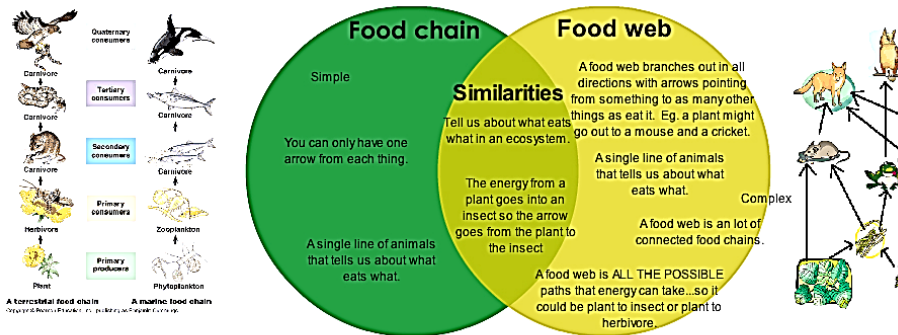 Quaternary consumers
Carnivore
Carnivore
Tertiary consumers
Carnivore
Carnivore
Secondary consumers
Carnivore
Carnivore
Primary consumers
Herbivore
Zooplankton
Primary producers
Plant
Phytoplankton
A terrestrial food chain
A marine food chain
Food chain
Simple
You can only have one
arrow from each thing.
A single line of animals
that tells us about what
eats what.
Similarities
Tell us about what eats
what in an ecosystem.
The energy from a
plant goes into an
insect so the arrow
goes from the plant to
the insect
Food web
A food web branches out in all
directions with arrows pointing
from something to as many other
things as eat it. Eg. a plant might
go out to a mouse and a cricket.
A single line of animals
that tells us about what
eats what.
Complex
A food web is an lot of
connected food chains.
A food web is ALL THE POSSIBLE
paths that energy can take...so it
could be plant to insect or plant to
herbivore.